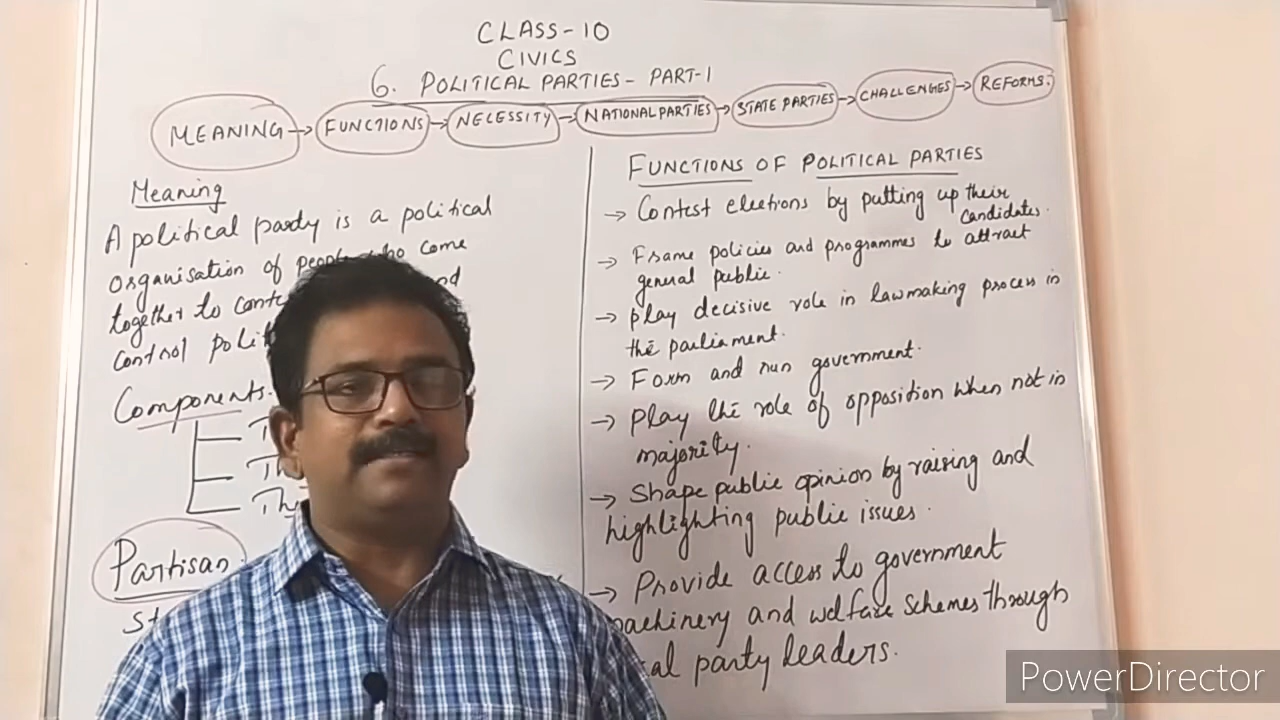 CLASS-10
CIVICS
6. POLITICAL PARTIES- PART-1
MEANING → FUNCTIONS → NECESSITY → NATIONAL PARTIES → STATE PARTIES → CHALLENGES → REFORMS.
Meaning
A political party is a political
organisation of people who come
together to
control
Components.
Partisan
FUNCTIONS OF POLITICAL PARTIES
→ Contest elections by putting up their
candidates.
→ Frame policies and programmes to attract
general public.
→ play decisive role in lawmaking process in
the parliament.
→ Form and run government.
→ play the role of opposition when not in
majority.
→ Shape public opinion by raising and
highlighting public issues.
→ Provide access to government
machinery and welfare schemes through
party leaders.
PowerDirector